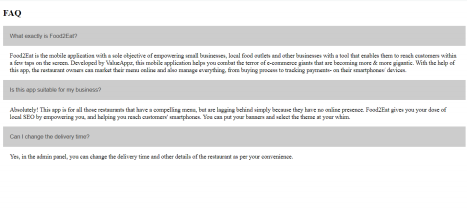 FAQ
What exactly is Food2Eat?
Food2Eat is the mobile application with a sole objective of empowering small businesses, local food outlets and other businesses with a tool that enables them to reach customers within
a few taps on the screen. Developed by ValueAppz, this mobile application helps you combat the terror of e-commerce giants that are becoming more & more gigantic. With the help of
this app, the restaurant owners can market their menu online and also manage everything, from buying process to tracking payments- on their smartphones' devices.
Is this app suitable for my business?
Absolutely! This app is for all those restaurants that have a compelling menu, but are lagging behind simply because they have no online presence. Food2Eat gives you your dose of
local SEO by empowering you, and helping you reach customers' smartphones. You can put your banners and select the theme at your whim.
Can I change the delivery time?
Yes, in the admin panel, you can change the delivery time and other details of the restaurant as per your convenience.